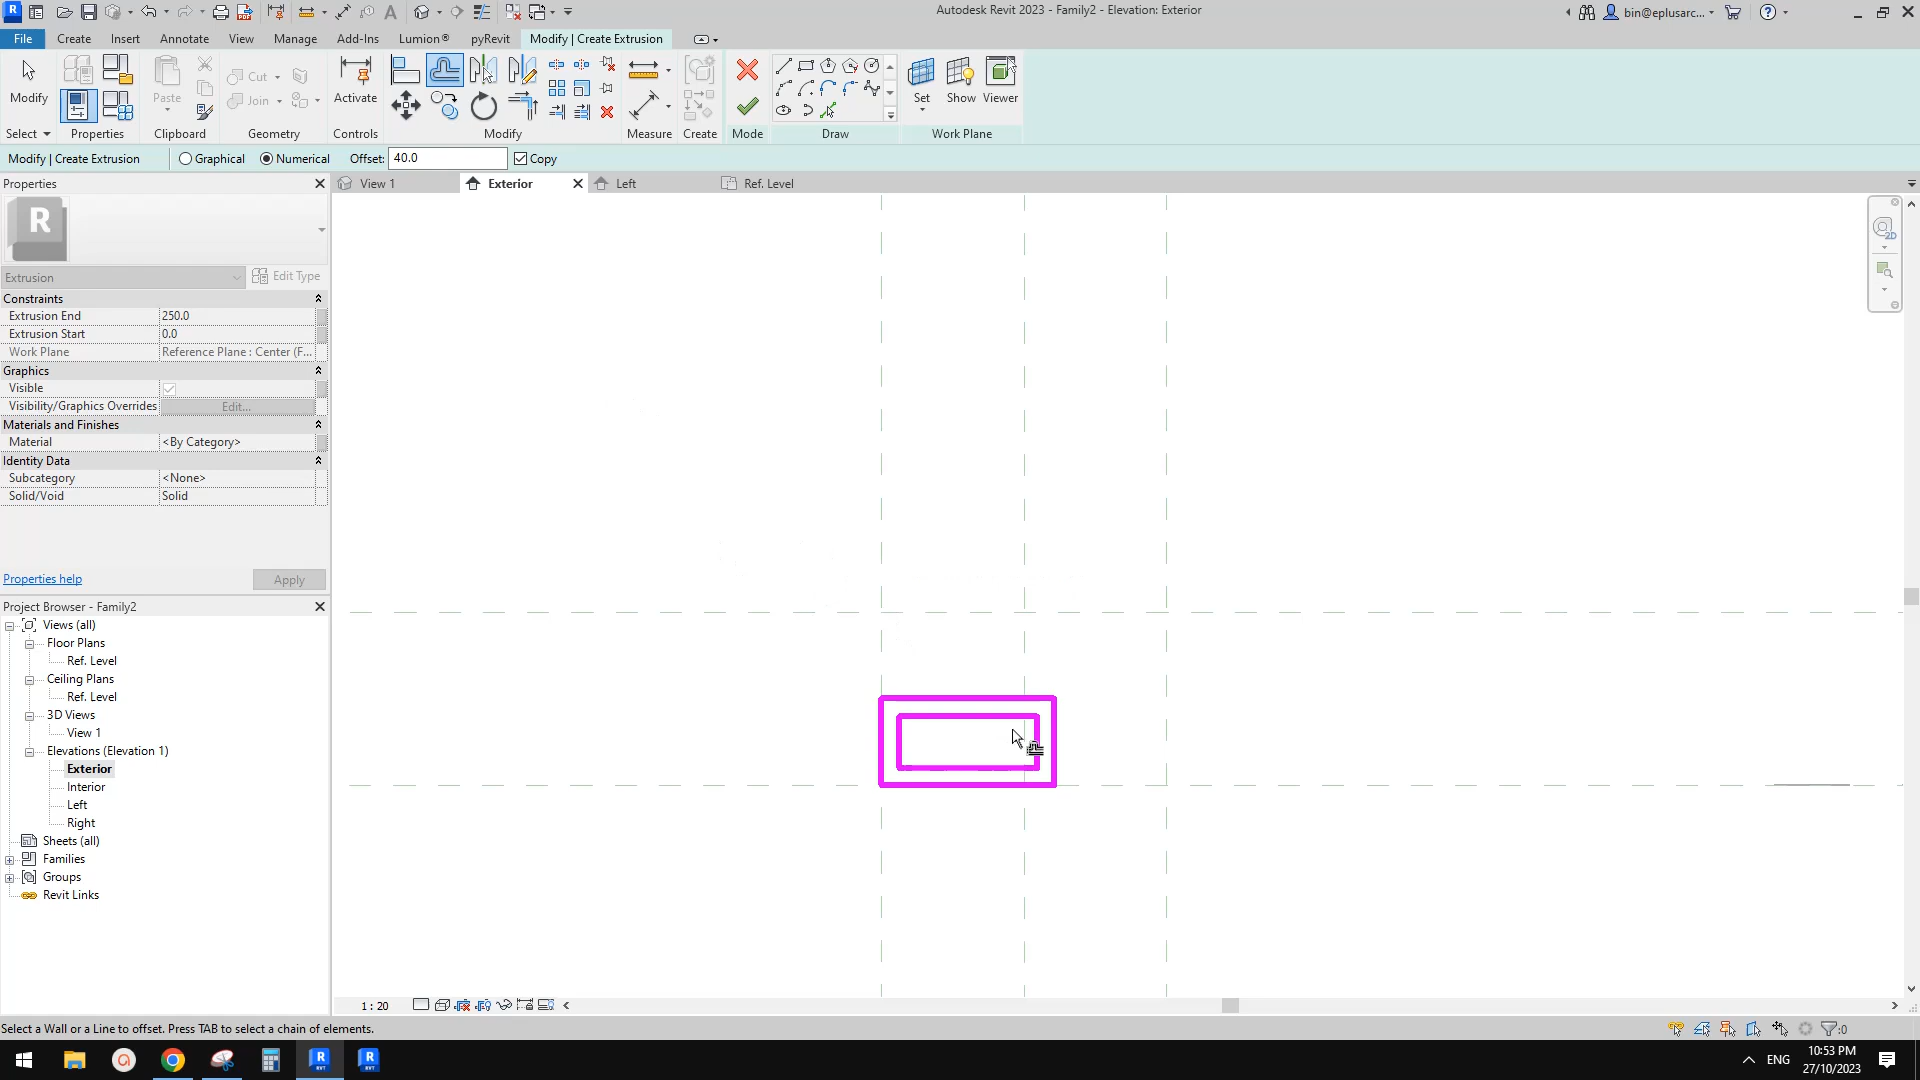 Autodesk Revit 2023 - Family2 - Elevation: Exterior
bin@eplusarc...
File Create Insert Annotate View Manage Add-Ins Lumion® pyRevit Modify | Create Extrusion
Modify Paste Cut Join Activate Set Show Viewer
Select Properties Clipboard Geometry Controls Modify Measure Create Mode Draw Work Plane
Modify | Create Extrusion Graphical Numerical Offset: 40.0 Copy
Properties View 1 Exterior Left Ref. Level
R
Extrusion Edit Type
Constraints
Extrusion End 250.0
Extrusion Start 0.0
Work Plane Reference Plane : Center (F...
Graphics
Visible
Visibility/Graphics Overrides Edit...
Materials and Finishes
Material <By Category>
Identity Data
Subcategory <None>
Solid/Void Solid
Properties help Apply
Project Browser - Family2
Views (all)
Floor Plans
Ref. Level
Ceiling Plans
Ref. Level
3D Views
View 1
Elevations (Elevation 1)
Exterior
Interior
Left
Right
Sheets (all)
Families
Groups
Revit Links
1 : 20
Select a Wall or a Line to offset. Press TAB to select a chain of elements.
:0
ENG
10:53 PM
27/10/2023